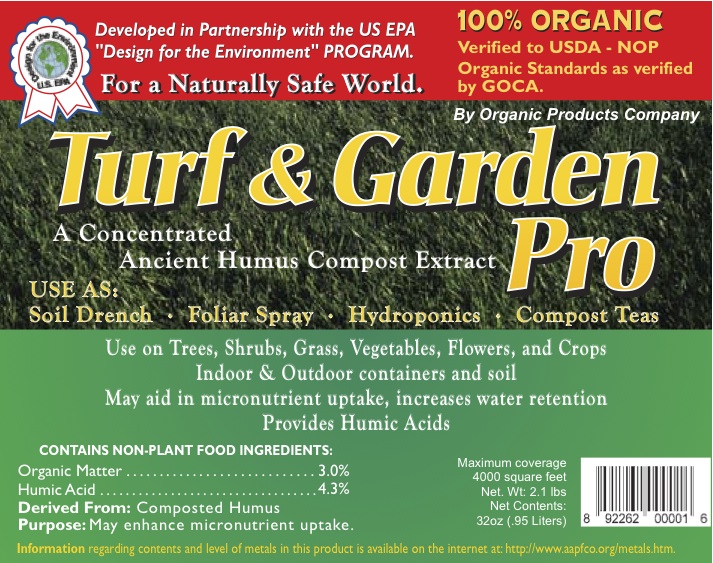 Design for the Environment
U.S. EPA
Developed in Partnership with the US EPA
"Design for the Environment" PROGRAM.
For a Naturally Safe World.
100% ORGANIC
Verified to USDA - NOP
Organic Standards as verified
by GOCA.
By Organic Products Company
Turf & Garden
Pro
A Concentrated
Ancient Humus Compost Extract
USE AS:
Soil Drench · Foliar Spray · Hydroponics · Compost Teas
Use on Trees, Shrubs, Grass, Vegetables, Flowers, and Crops
Indoor & Outdoor containers and soil
May aid in micronutrient uptake, increases water retention
Provides Humic Acids
CONTAINS NON-PLANT FOOD INGREDIENTS:
Organic Matter ............................ 3.0%
Humic Acid ................................. 4.3%
Derived From: Composted Humus
Purpose: May enhance micronutrient uptake.
Maximum coverage
4000 square feet
Net. Wt: 2.1 lbs
Net Contents:
32oz (.95 Liters)
8 92262 00001 6
Information regarding contents and level of metals in this product is available on the internet at: http://www.aapfco.org/metals.htm.